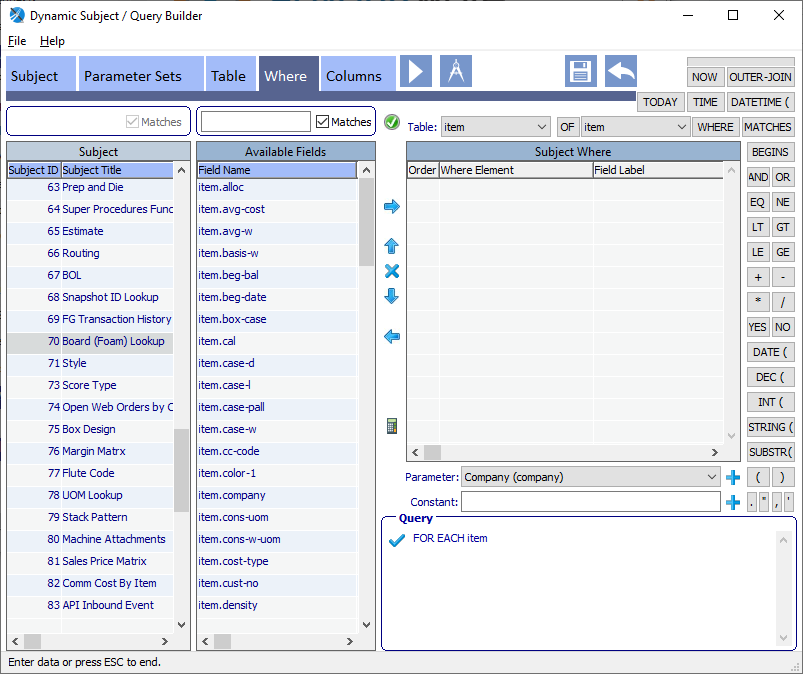 Dynamic Subject / Query Builder
File Help
Subject Parameter Sets Table Where Columns
NOW OUTER-JOIN
TODAY TIME DATETIME (
Matches Matches Table: item OF item WHERE MATCHES
Subject
Subject ID Subject Title
63 Prep and Die
64 Super Procedures Func
65 Estimate
66 Routing
67 BOL
68 Snapshot ID Lookup
69 FG Transaction History
70 Board (Foam) Lookup
71 Style
73 Score Type
74 Open Web Orders by C
75 Box Design
76 Margin Matrx
77 Flute Code
78 UOM Lookup
79 Stack Pattern
80 Machine Attachments
81 Sales Price Matrix
82 Comm Cost By Item
83 API Inbound Event
Available Fields
Field Name
item.alloc
item.avg-cost
item.avg-w
item.basis-w
item.beg-bal
item.beg-date
item.box-case
item.cal
item.case-d
item.case-l
item.case-pall
item.case-w
item.cc-code
item.color-1
item.company
item.cons-uom
item.cons-w-uom
item.cost-type
item.cust-no
item.density
Subject Where
Order Where Element Field Label
BEGINS
AND OR
EQ NE
LT GT
LE GE
+ -
* /
YES NO
DATE (
DEC (
INT (
STRING (
SUBSTR(
Parameter: Company (company) ( )
Constant: . " , '
Query
FOR EACH item
Enter data or press ESC to end.